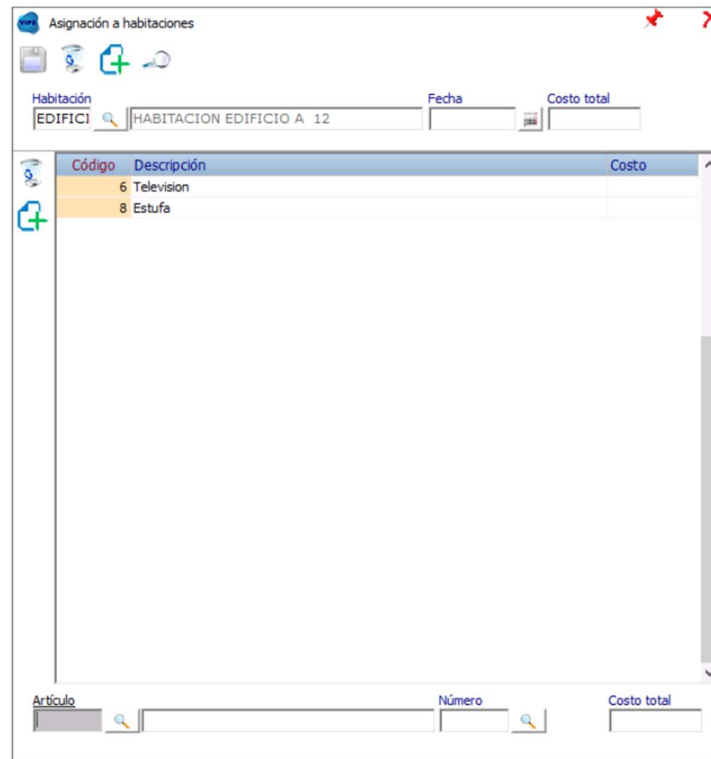 VIPS
Asignación a habitaciones
Habitación Fecha Costo total
EDIFICI HABITACION EDIFICIO A 12
Código Descripción Costo
6 Television
8 Estufa
Artículo Número Costo total